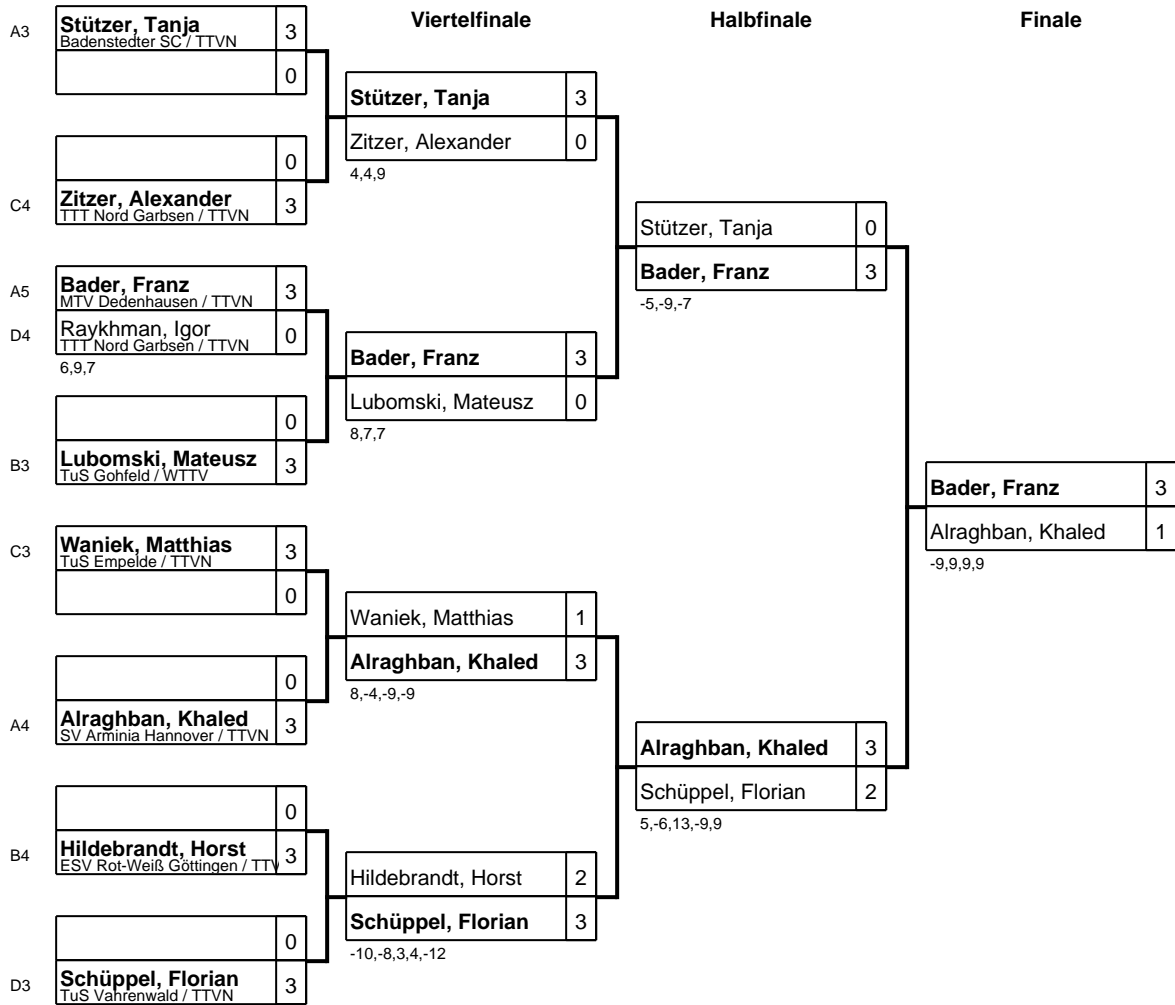 Viertelfinale
Halbfinale
Finale
A3
Stützer, Tanja 3
Badenstedter SC / TTVN
0
0
C4
Zitzer, Alexander 3
TTT Nord Garbsen / TTVN
A5
Bader, Franz 3
MTV Dedenhausen / TTVN
D4
Raykhman, Igor 0
TTT Nord Garbsen / TTVN
6,9,7
0
B3
Lubomski, Mateusz 3
TuS Gohfeld / WTTV
C3
Waniek, Matthias 3
TuS Empelde / TTVN
0
0
A4
Alraghban, Khaled 3
SV Arminia Hannover / TTVN
0
B4
Hildebrandt, Horst 3
ESV Rot-Weiß Göttingen / TTV
0
D3
Schüppel, Florian 3
TuS Vahrenwald / TTVN
Stützer, Tanja 3
Zitzer, Alexander 0
4,4,9
Bader, Franz 3
Lubomski, Mateusz 0
8,7,7
Waniek, Matthias 1
Alraghban, Khaled 3
8,-4,-9,-9
Hildebrandt, Horst 2
Schüppel, Florian 3
-10,-8,3,4,-12
Stützer, Tanja 0
Bader, Franz 3
-5,-9,-7
Alraghban, Khaled 3
Schüppel, Florian 2
5,-6,13,-9,9
Bader, Franz 3
Alraghban, Khaled 1
-9,9,9,9